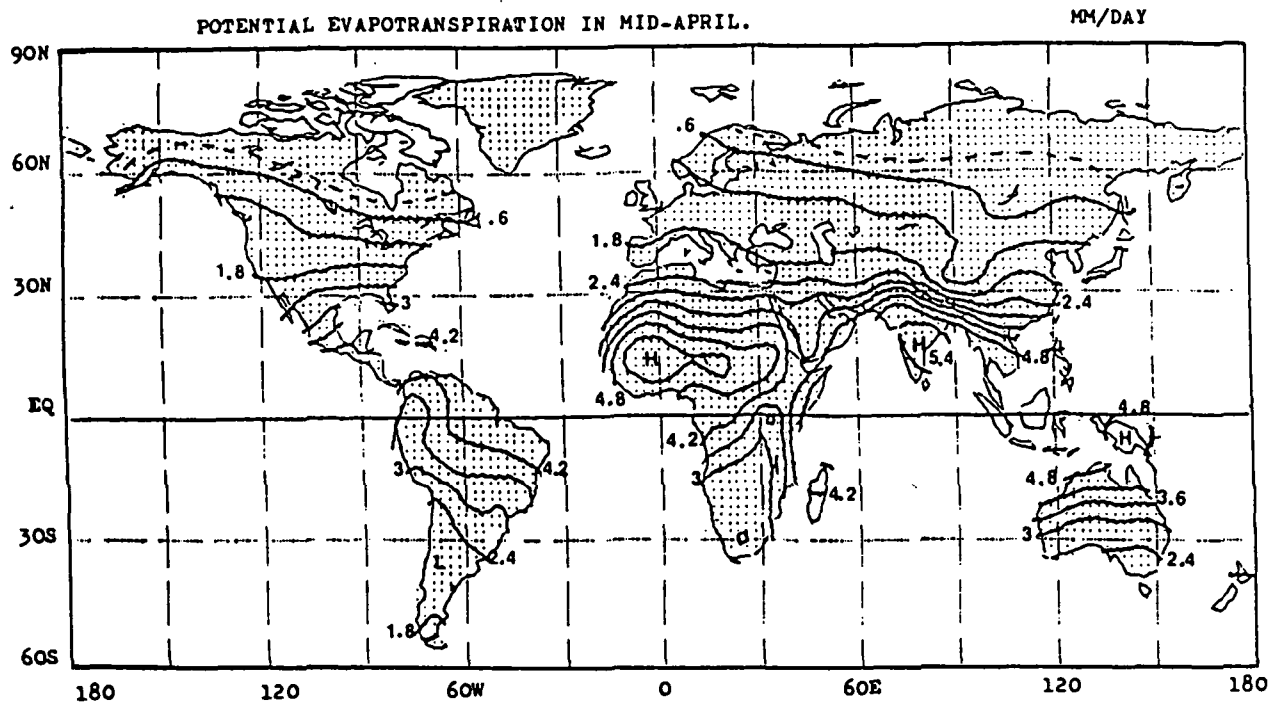 POTENTIAL EVAPOTRANSPIRATION IN MID-APRIL. MM/DAY
90N
.6
60N
.6
1.8
1.8
30N
2.4
3
2.4
4.2
H
H
5.4
4.8
4.8
EQ
4.8
4.2
H
3
4.2
3
4.2
4.8
3.6
30S
3
L
2.4
2.4
1.8
60S
180 120 60W 0 60E 120 180